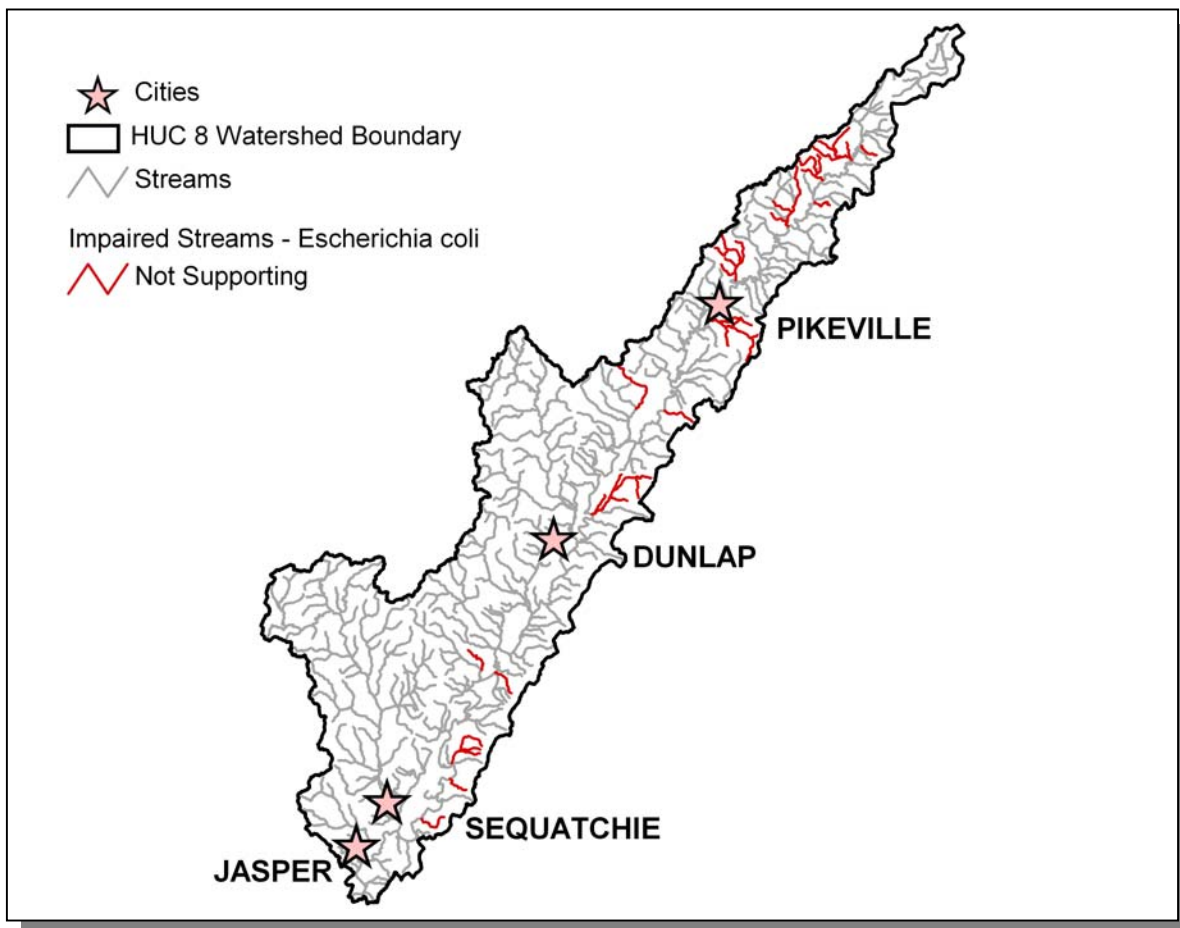 Cities
HUC 8 Watershed Boundary
Streams
Impaired Streams - Escherichia coli
Not Supporting
PIKEVILLE
DUNLAP
SEQUATCHIE
JASPER